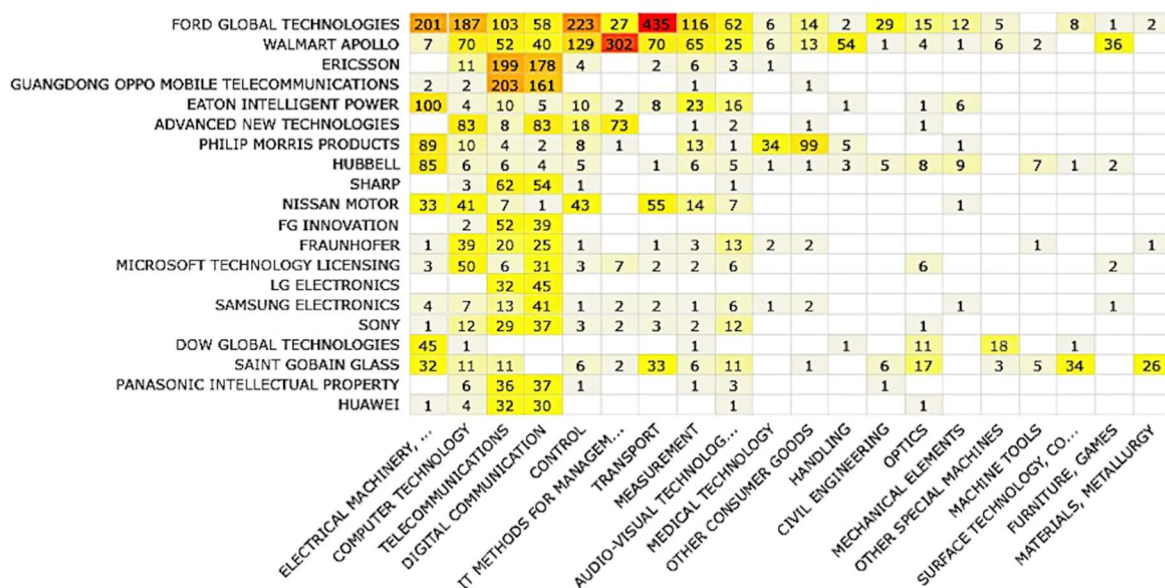 FORD GLOBAL TECHNOLOGIES 201 187 103 58 223 27 435 116 62 6 14 2 29 15 12 5 8 1 2
WALMART APOLLO 7 70 52 40 129 302 70 65 25 6 13 54 1 4 1 6 2 36
ERICSSON 11 199 178 4 2 6 3 1
GUANGDONG OPPO MOBILE TELECOMMUNICATIONS 2 2 203 161 1 1
EATON INTELLIGENT POWER 100 4 10 5 10 2 8 23 16 1 1 6
ADVANCED NEW TECHNOLOGIES 83 8 83 18 73 1 2 1 1
PHILIP MORRIS PRODUCTS 89 10 4 2 8 1 13 1 34 99 5 1
HUBBELL 85 6 6 4 5 1 6 5 1 1 3 5 8 9 7 1 2
SHARP 3 62 54 1 1
NISSAN MOTOR 33 41 7 1 43 55 14 7 1
FG INNOVATION 2 52 39
FRAUNHOFER 1 39 20 25 1 1 3 13 2 2 1 1
MICROSOFT TECHNOLOGY LICENSING 3 50 6 31 3 7 2 2 6 6 2
LG ELECTRONICS 32 45
SAMSUNG ELECTRONICS 4 7 13 41 1 2 2 1 6 1 2 1 1
SONY 1 12 29 37 3 2 3 2 12 1
DOW GLOBAL TECHNOLOGIES 45 1 1 1 11 18 1
SAINT GOBAIN GLASS 32 11 11 6 2 33 6 11 1 6 17 3 5 34 26
PANASONIC INTELLECTUAL PROPERTY 6 36 37 1 1 3 1
HUAWEI 1 4 32 30 1 1
ELECTRICAL MACHINERY, ...
COMPUTER TECHNOLOGY
TELECOMMUNICATIONS
DIGITAL COMMUNICATION
CONTROL
IT METHODS FOR MANAGEM...
TRANSPORT
MEASUREMENT
AUDIO-VISUAL TECHNOLOG...
MEDICAL TECHNOLOGY
OTHER CONSUMER GOODS
HANDLING
CIVIL ENGINEERING
OPTICS
MECHANICAL ELEMENTS
OTHER SPECIAL MACHINES
MACHINE TOOLS
SURFACE TECHNOLOGY, CO...
FURNITURE, GAMES
MATERIALS, METALLURGY